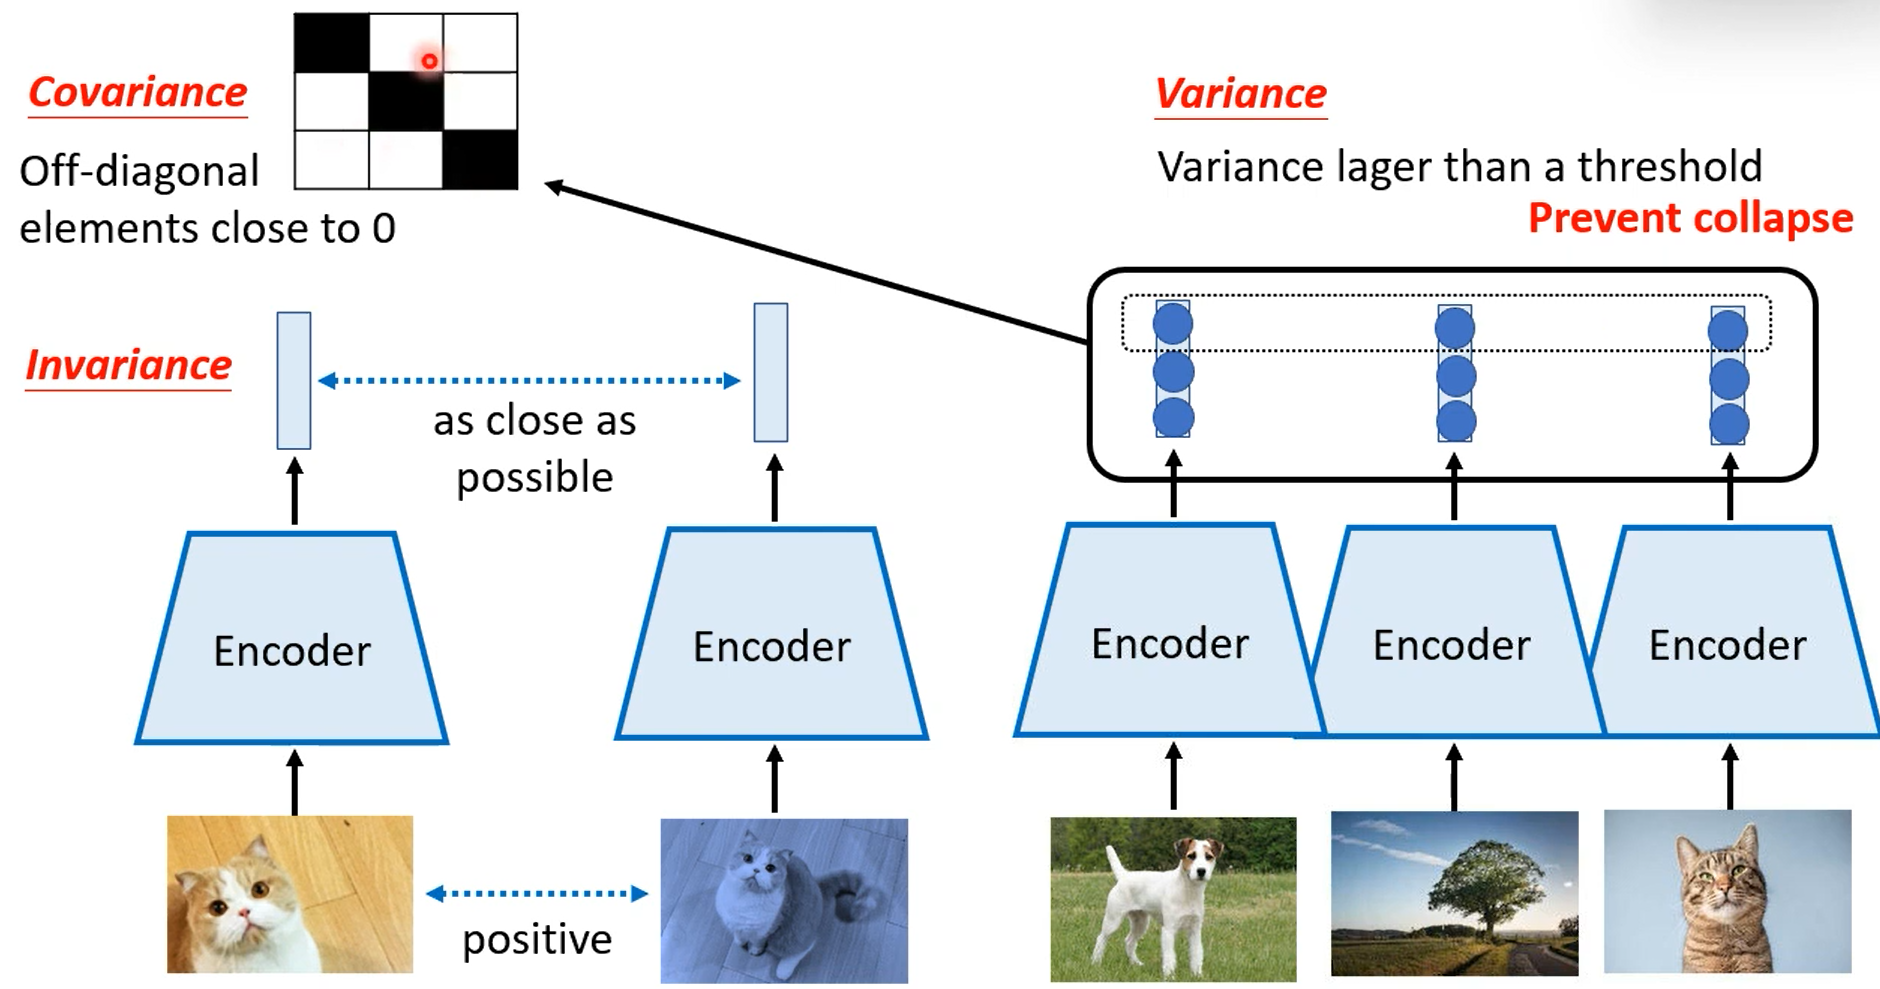 Covariance
Off-diagonal
elements close to 0
Variance
Variance lager than a threshold
Prevent collapse
Invariance
as close as
possible
Encoder
Encoder
Encoder
Encoder
Encoder
positive